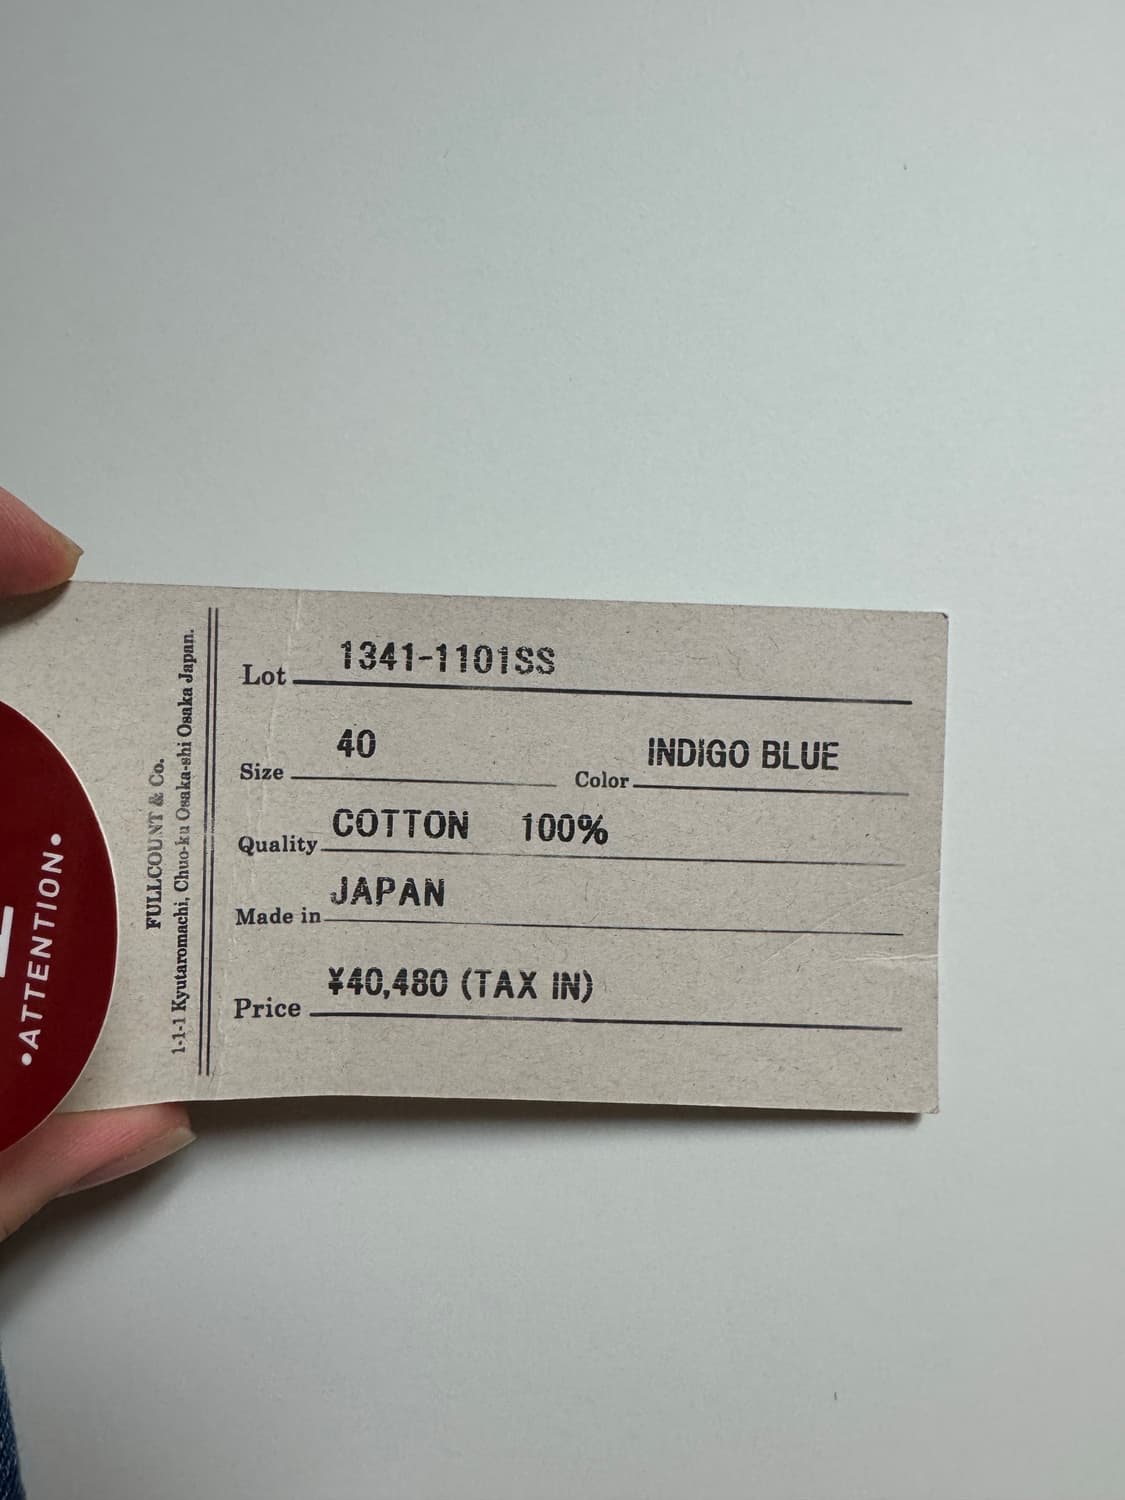 •ATTENTION•
FULLCOUNT & Co.
1-1-1 Kyutaromachi, Chuo-ku Osaka-shi Osaka Japan.
Lot 1341-1101SS
Size 40 Color INDIGO BLUE
Quality COTTON 100%
Made in JAPAN
Price ¥40,480 (TAX IN)